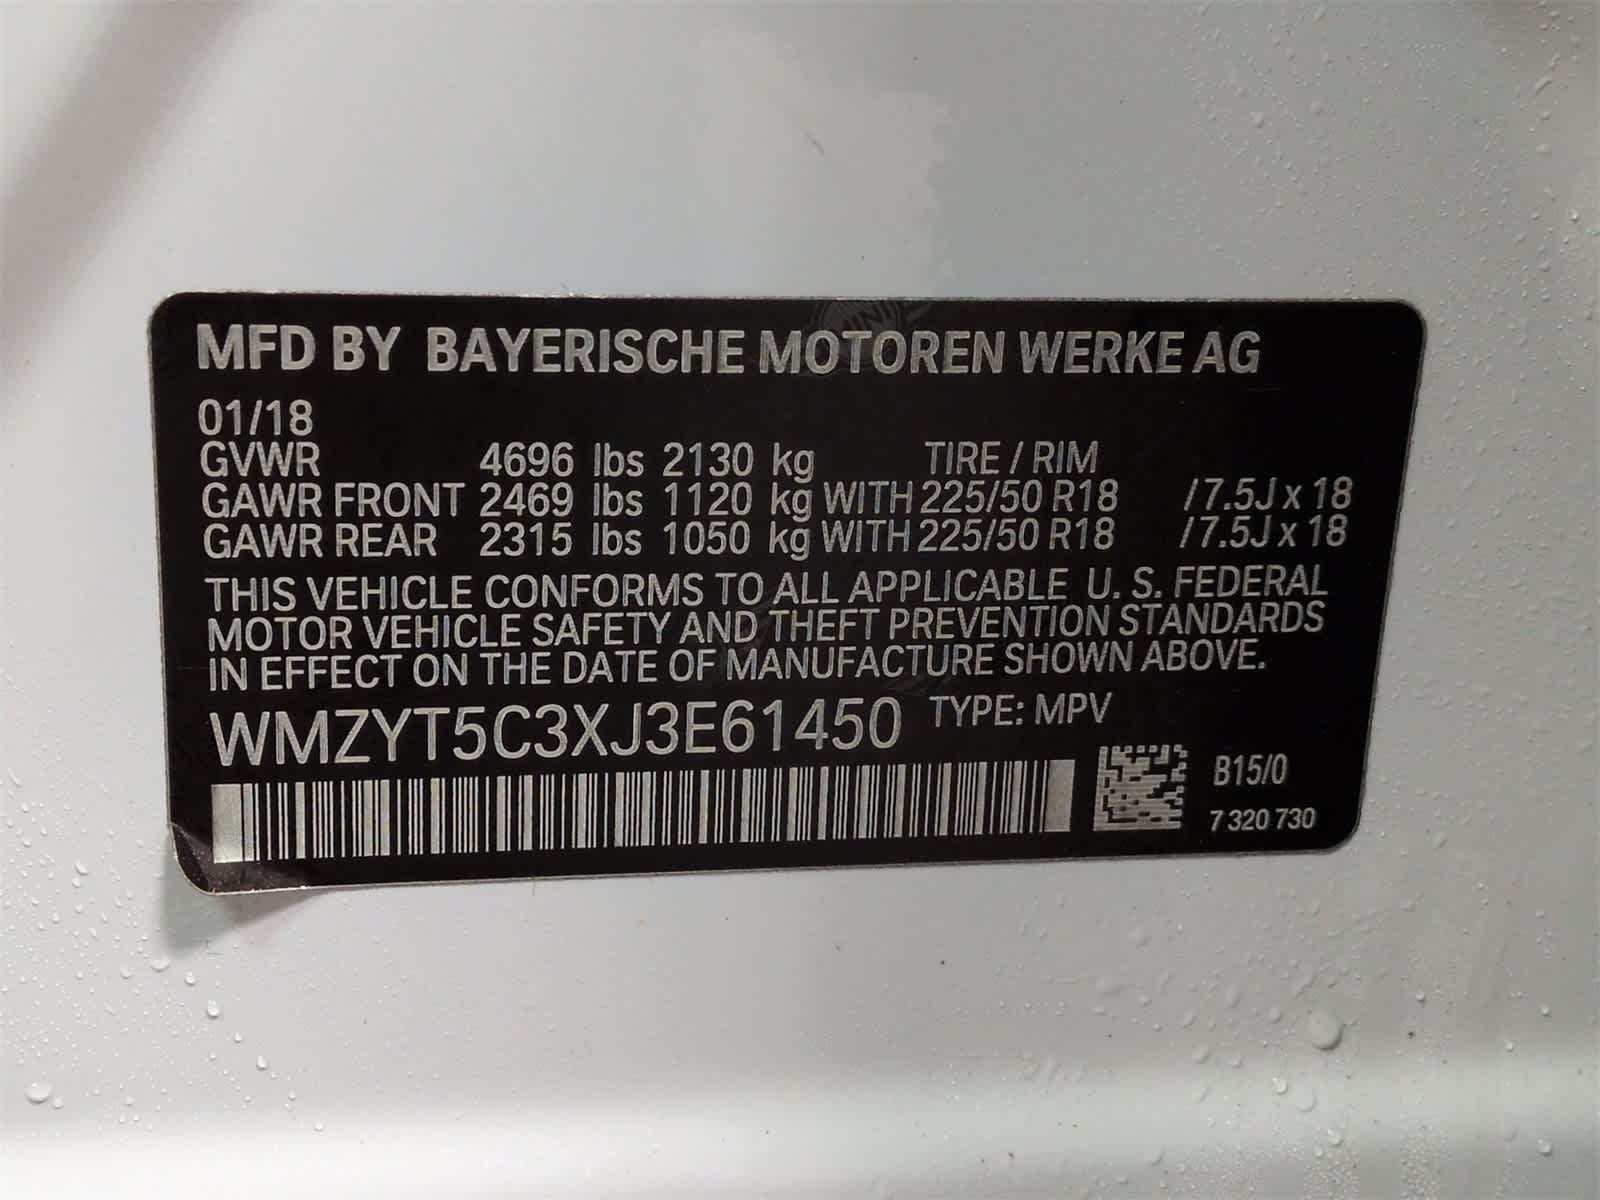 MFD BY BAYERISCHE MOTOREN WERKE AG
01/18
GVWR 4696 lbs 2130 kg TIRE / RIM
GAWR FRONT 2469 lbs 1120 kg WITH 225/50 R18 /7.5J x 18
GAWR REAR 2315 lbs 1050 kg WITH 225/50 R18 /7.5J x 18
THIS VEHICLE CONFORMS TO ALL APPLICABLE U. S. FEDERAL
MOTOR VEHICLE SAFETY AND THEFT PREVENTION STANDARDS
IN EFFECT ON THE DATE OF MANUFACTURE SHOWN ABOVE.
WMZYT5C3XJ3E61450 TYPE: MPV
B15/0
7 320 730
MINI